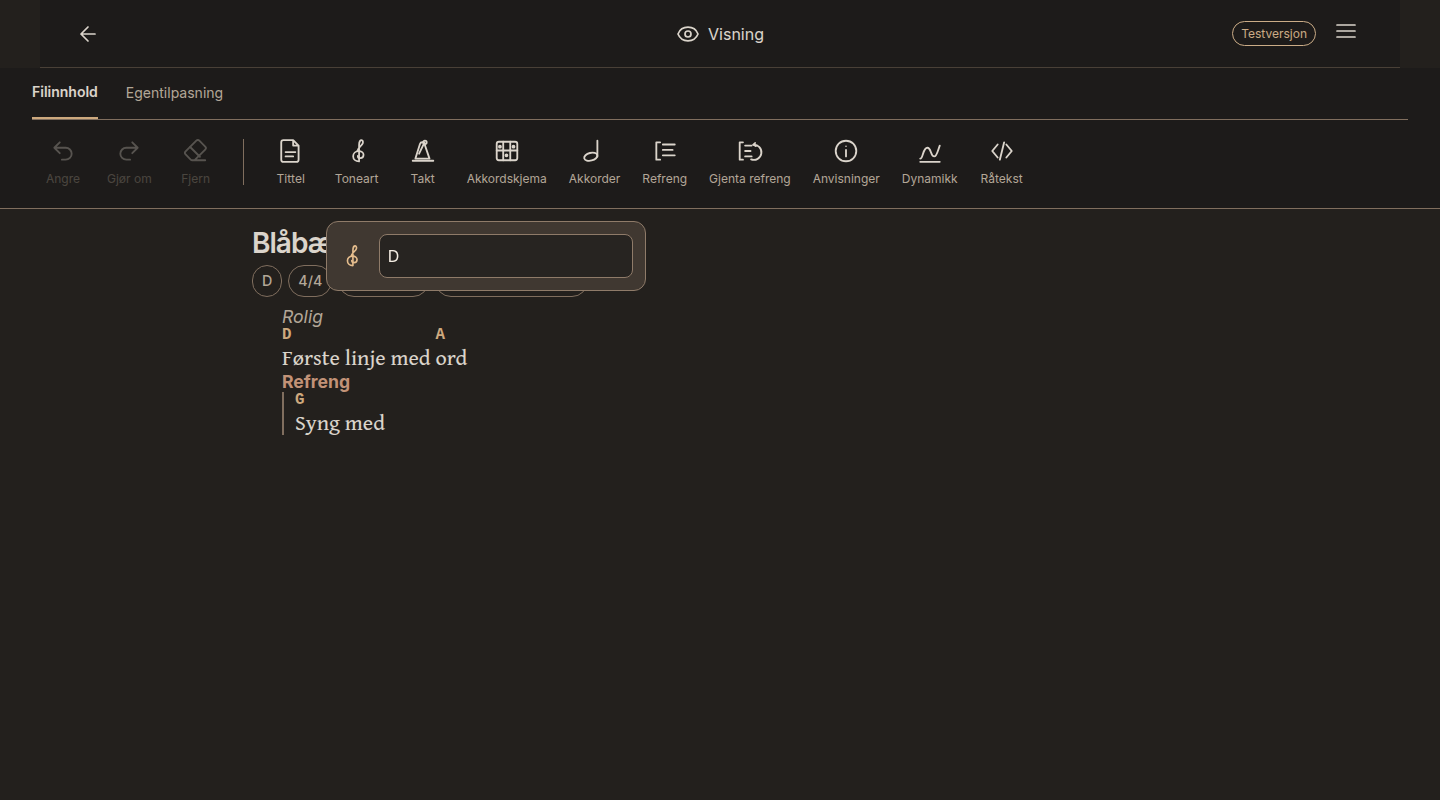 Visning
Testversjon
Filinnhold Egentilpasning
Angre Gjør om Fjern Tittel Toneart Takt Akkordskjema Akkorder Refreng Gjenta refreng Anvisninger Dynamikk Råtekst
D
D 4/4
Rolig
D A
Første linje med ord
Refreng
G
Syng med